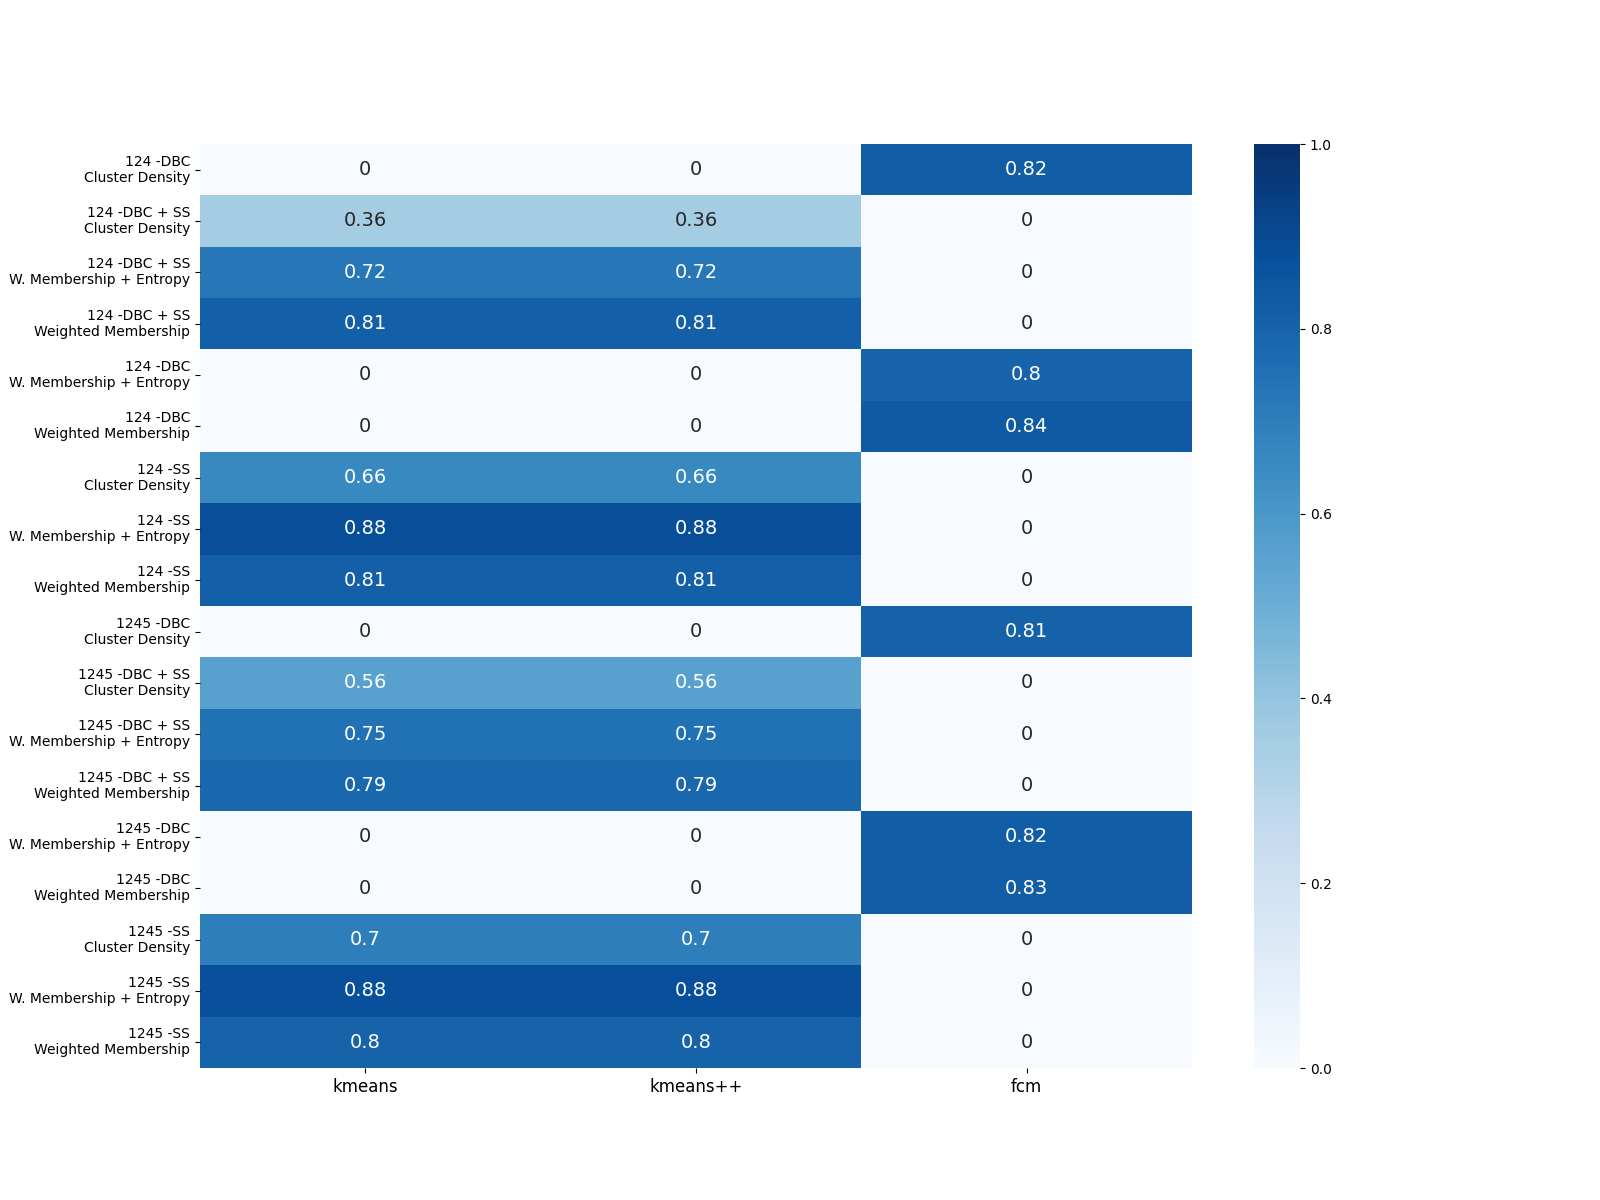 124 -DBC
Cluster Density
0 0 0.82
124 -DBC + SS
Cluster Density
0.36 0.36 0
124 -DBC + SS
W. Membership + Entropy
0.72 0.72 0
124 -DBC + SS
Weighted Membership
0.81 0.81 0
124 -DBC
W. Membership + Entropy
0 0 0.8
124 -DBC
Weighted Membership
0 0 0.84
124 -SS
Cluster Density
0.66 0.66 0
124 -SS
W. Membership + Entropy
0.88 0.88 0
124 -SS
Weighted Membership
0.81 0.81 0
1245 -DBC
Cluster Density
0 0 0.81
1245 -DBC + SS
Cluster Density
0.56 0.56 0
1245 -DBC + SS
W. Membership + Entropy
0.75 0.75 0
1245 -DBC + SS
Weighted Membership
0.79 0.79 0
1245 -DBC
W. Membership + Entropy
0 0 0.82
1245 -DBC
Weighted Membership
0 0 0.83
1245 -SS
Cluster Density
0.7 0.7 0
1245 -SS
W. Membership + Entropy
0.88 0.88 0
1245 -SS
Weighted Membership
0.8 0.8 0
kmeans kmeans++ fcm
1.0
0.8
0.6
0.4
0.2
0.0